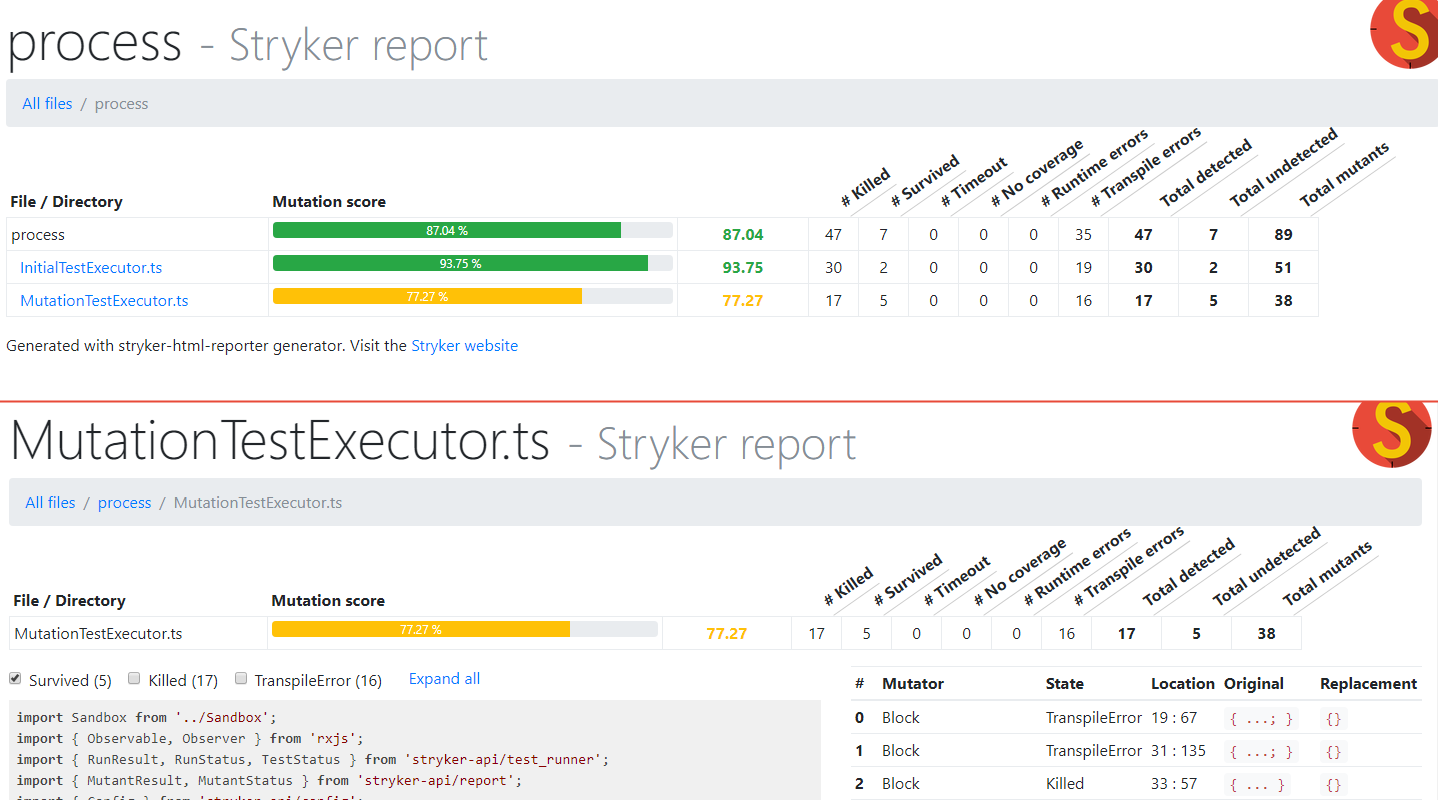 process - Stryker report
S
All files / process
File / Directory Mutation score # Killed # Survived # Timeout # No coverage # Runtime errors # Transpile errors Total detected Total undetected Total mutants
process 87.04 % 87.04 47 7 0 0 0 35 47 7 89
InitialTestExecutor.ts 93.75 % 93.75 30 2 0 0 0 19 30 2 51
MutationTestExecutor.ts 77.27 % 77.27 17 5 0 0 0 16 17 5 38
Generated with stryker-html-reporter generator. Visit the Stryker website
MutationTestExecutor.ts - Stryker report
S
All files / process / MutationTestExecutor.ts
File / Directory Mutation score # Killed # Survived # Timeout # No coverage # Runtime errors # Transpile errors Total detected Total undetected Total mutants
MutationTestExecutor.ts 77.27 % 77.27 17 5 0 0 0 16 17 5 38
Survived (5) Killed (17) TranspileError (16) Expand all
import Sandbox from '../Sandbox';
import { Observable, Observer } from 'rxjs';
import { RunResult, RunStatus, TestStatus } from 'stryker-api/test_runner';
import { MutantResult, MutantStatus } from 'stryker-api/report';
import { Config } from 'stryker-api/config';
# Mutator State Location Original Replacement
0 Block TranspileError 19 : 67 { ...; } {}
1 Block TranspileError 31 : 135 { ...; } {}
2 Block Killed 33 : 57 { ... } {}